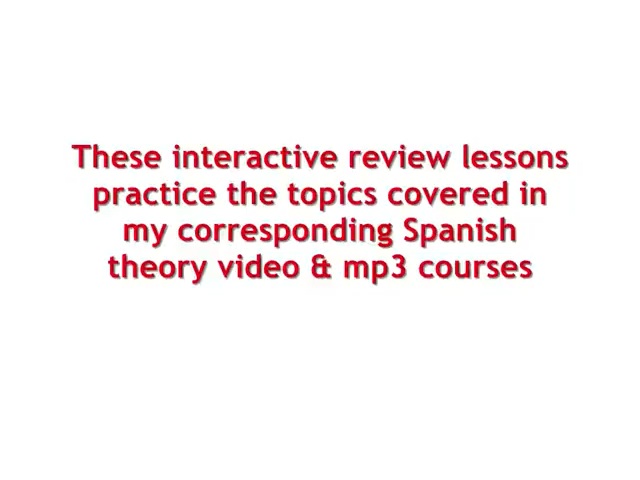 These interactive review lessons
practice the topics covered in
my corresponding Spanish
theory video & mp3 courses